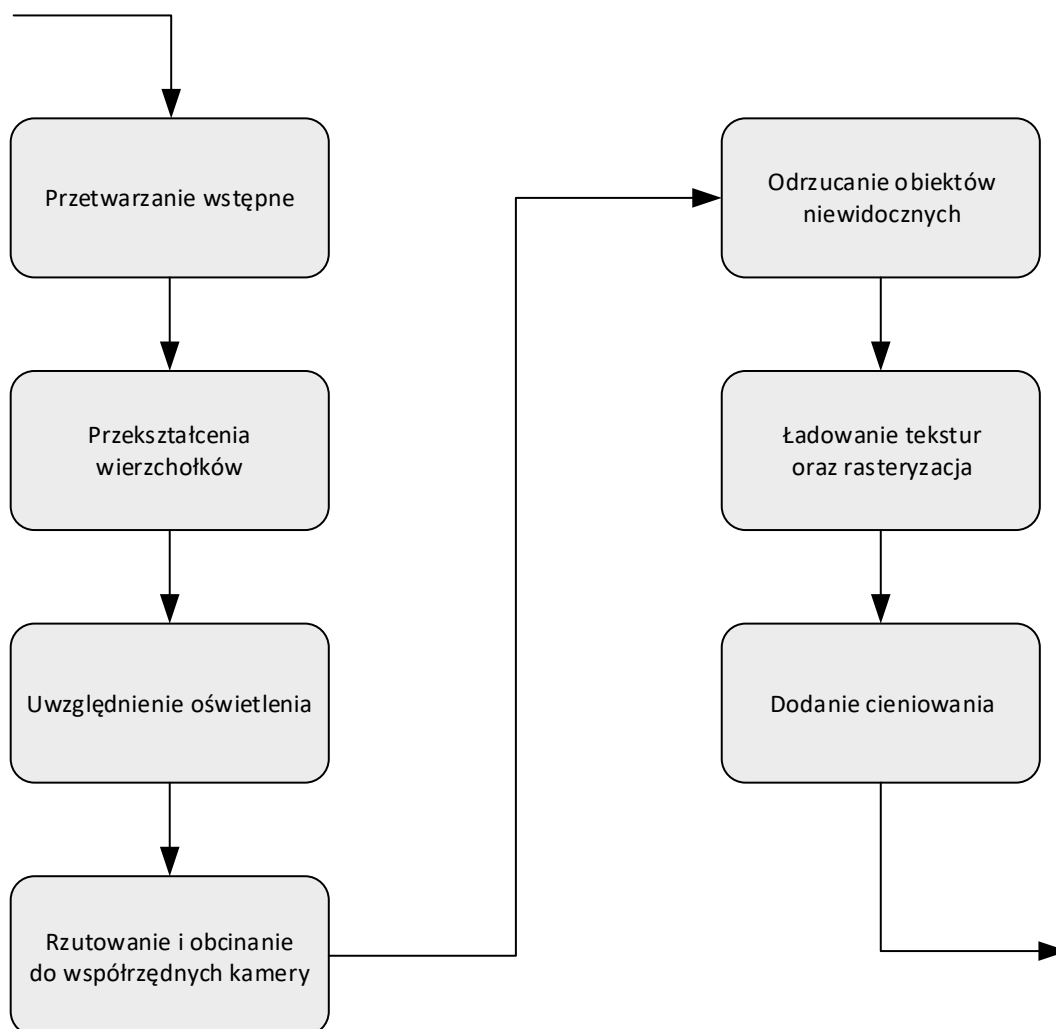 Przetwarzanie wstępne
Przekształcenia
wierzchołków
Uwzględnienie oświetlenia
Rzutowanie i obcinanie
do współrzędnych kamery
Odrzucanie obiektów
niewidocznych
Ładowanie tekstur
oraz rasteryzacja
Dodanie cieniowania